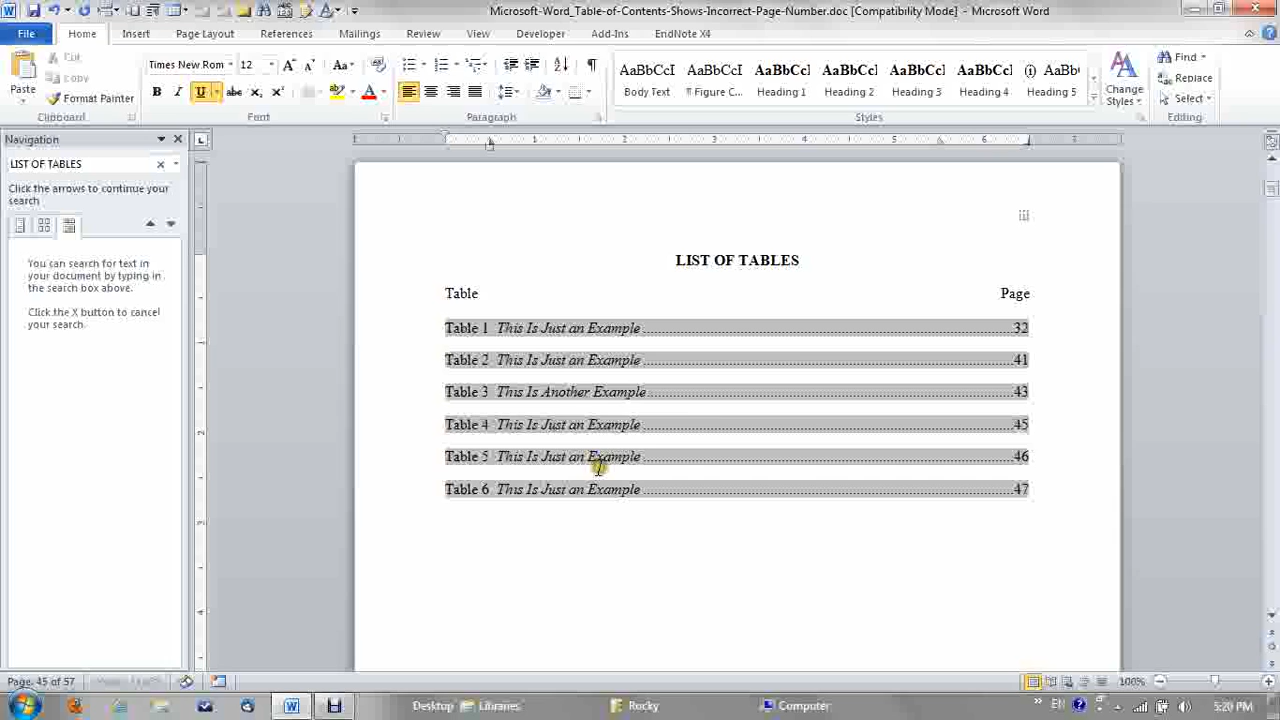 Microsoft-Word_Table-of-Contents-Shows-Incorrect-Page-Number.doc [Compatibility Mode] - Microsoft Word
File Home Insert Page Layout References Mailings Review View Developer Add-Ins EndNote X4
Paste
Cut
Copy
Format Painter
Clipboard
Times New Rom 12
Font
Paragraph
AaBbCcI AaBbCcI AaBbCcI AaBbCcI AaBbCcI AaBbCcI AaBbC
Body Text ¶ Figure C... Heading 1 Heading 2 Heading 3 Heading 4 Heading 5
Change Styles
Styles
Find
Replace
Select
Editing
Navigation
LIST OF TABLES
Click the arrows to continue your
search
You can search for text in
your document by typing in
the search box above.
Click the X button to cancel
your search.
iii
LIST OF TABLES
Table Page
Table 1 This Is Just an Example 32
Table 2 This Is Just an Example 41
Table 3 This Is Another Example 43
Table 4 This Is Just an Example 45
Table 5 This Is Just an Example 46
Table 6 This Is Just an Example 47
Page: 45 of 57
100%
Desktop Libraries Rocky Computer EN 5:20 PM